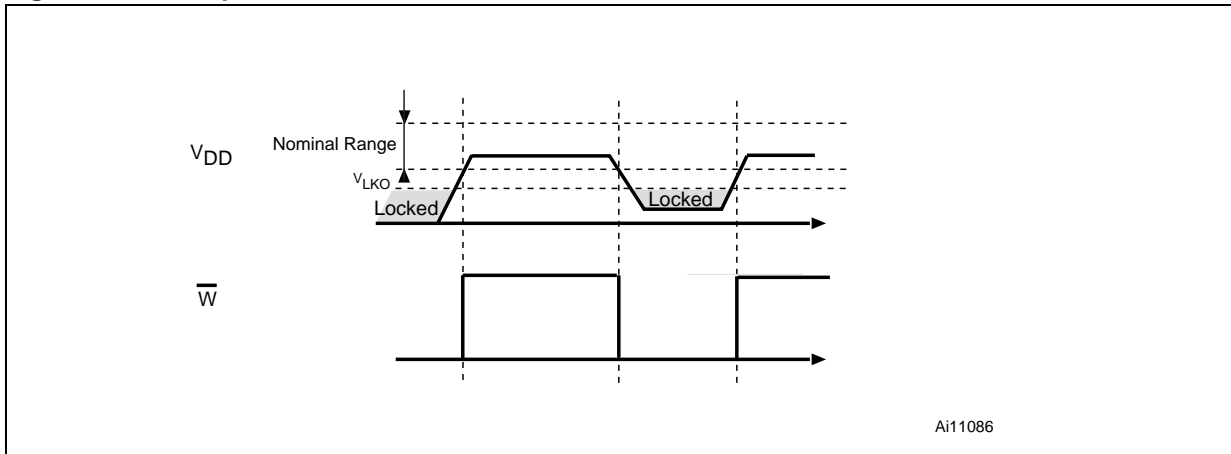 Nominal Range
VDD
VLKO
Locked
Locked
W
Ai11086